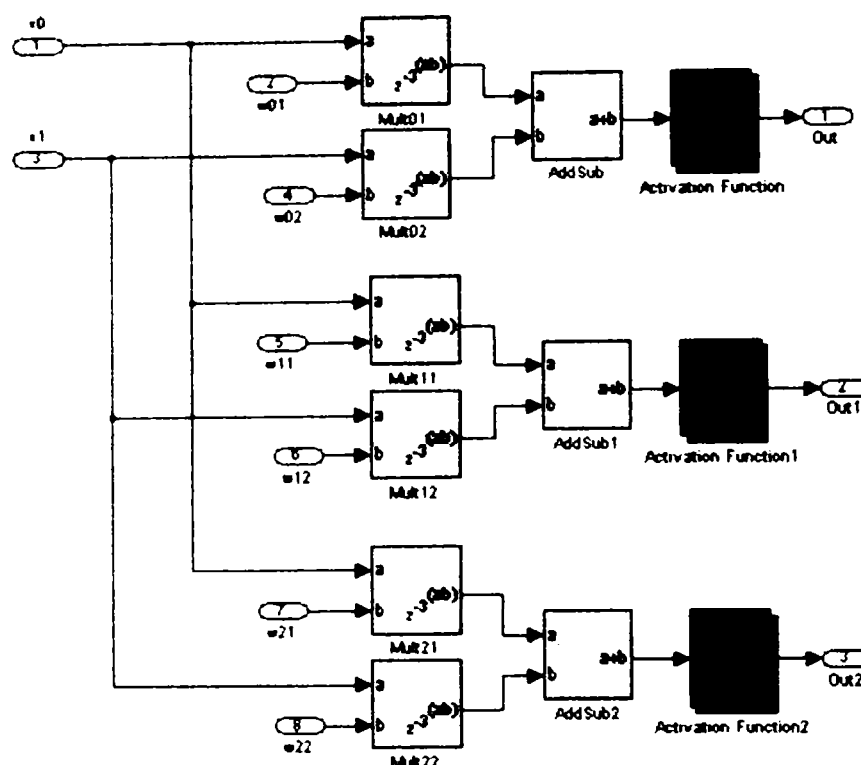 x0
1
a
b
z-3(ab)
Mult01
2
w01
x1
3
a
b
z-3(ab)
Mult02
4
w02
a
b
a+b
AddSub
Activation Function
1
Out
a
b
z-3(ab)
Mult11
5
w11
a
b
z-3(ab)
Mult12
6
w12
a
b
a+b
AddSub1
Activation Function1
2
Out1
a
b
z-3(ab)
Mult21
7
w21
a
b
z-3(ab)
Mult22
8
w22
a
b
a+b
AddSub2
Activation Function2
3
Out2